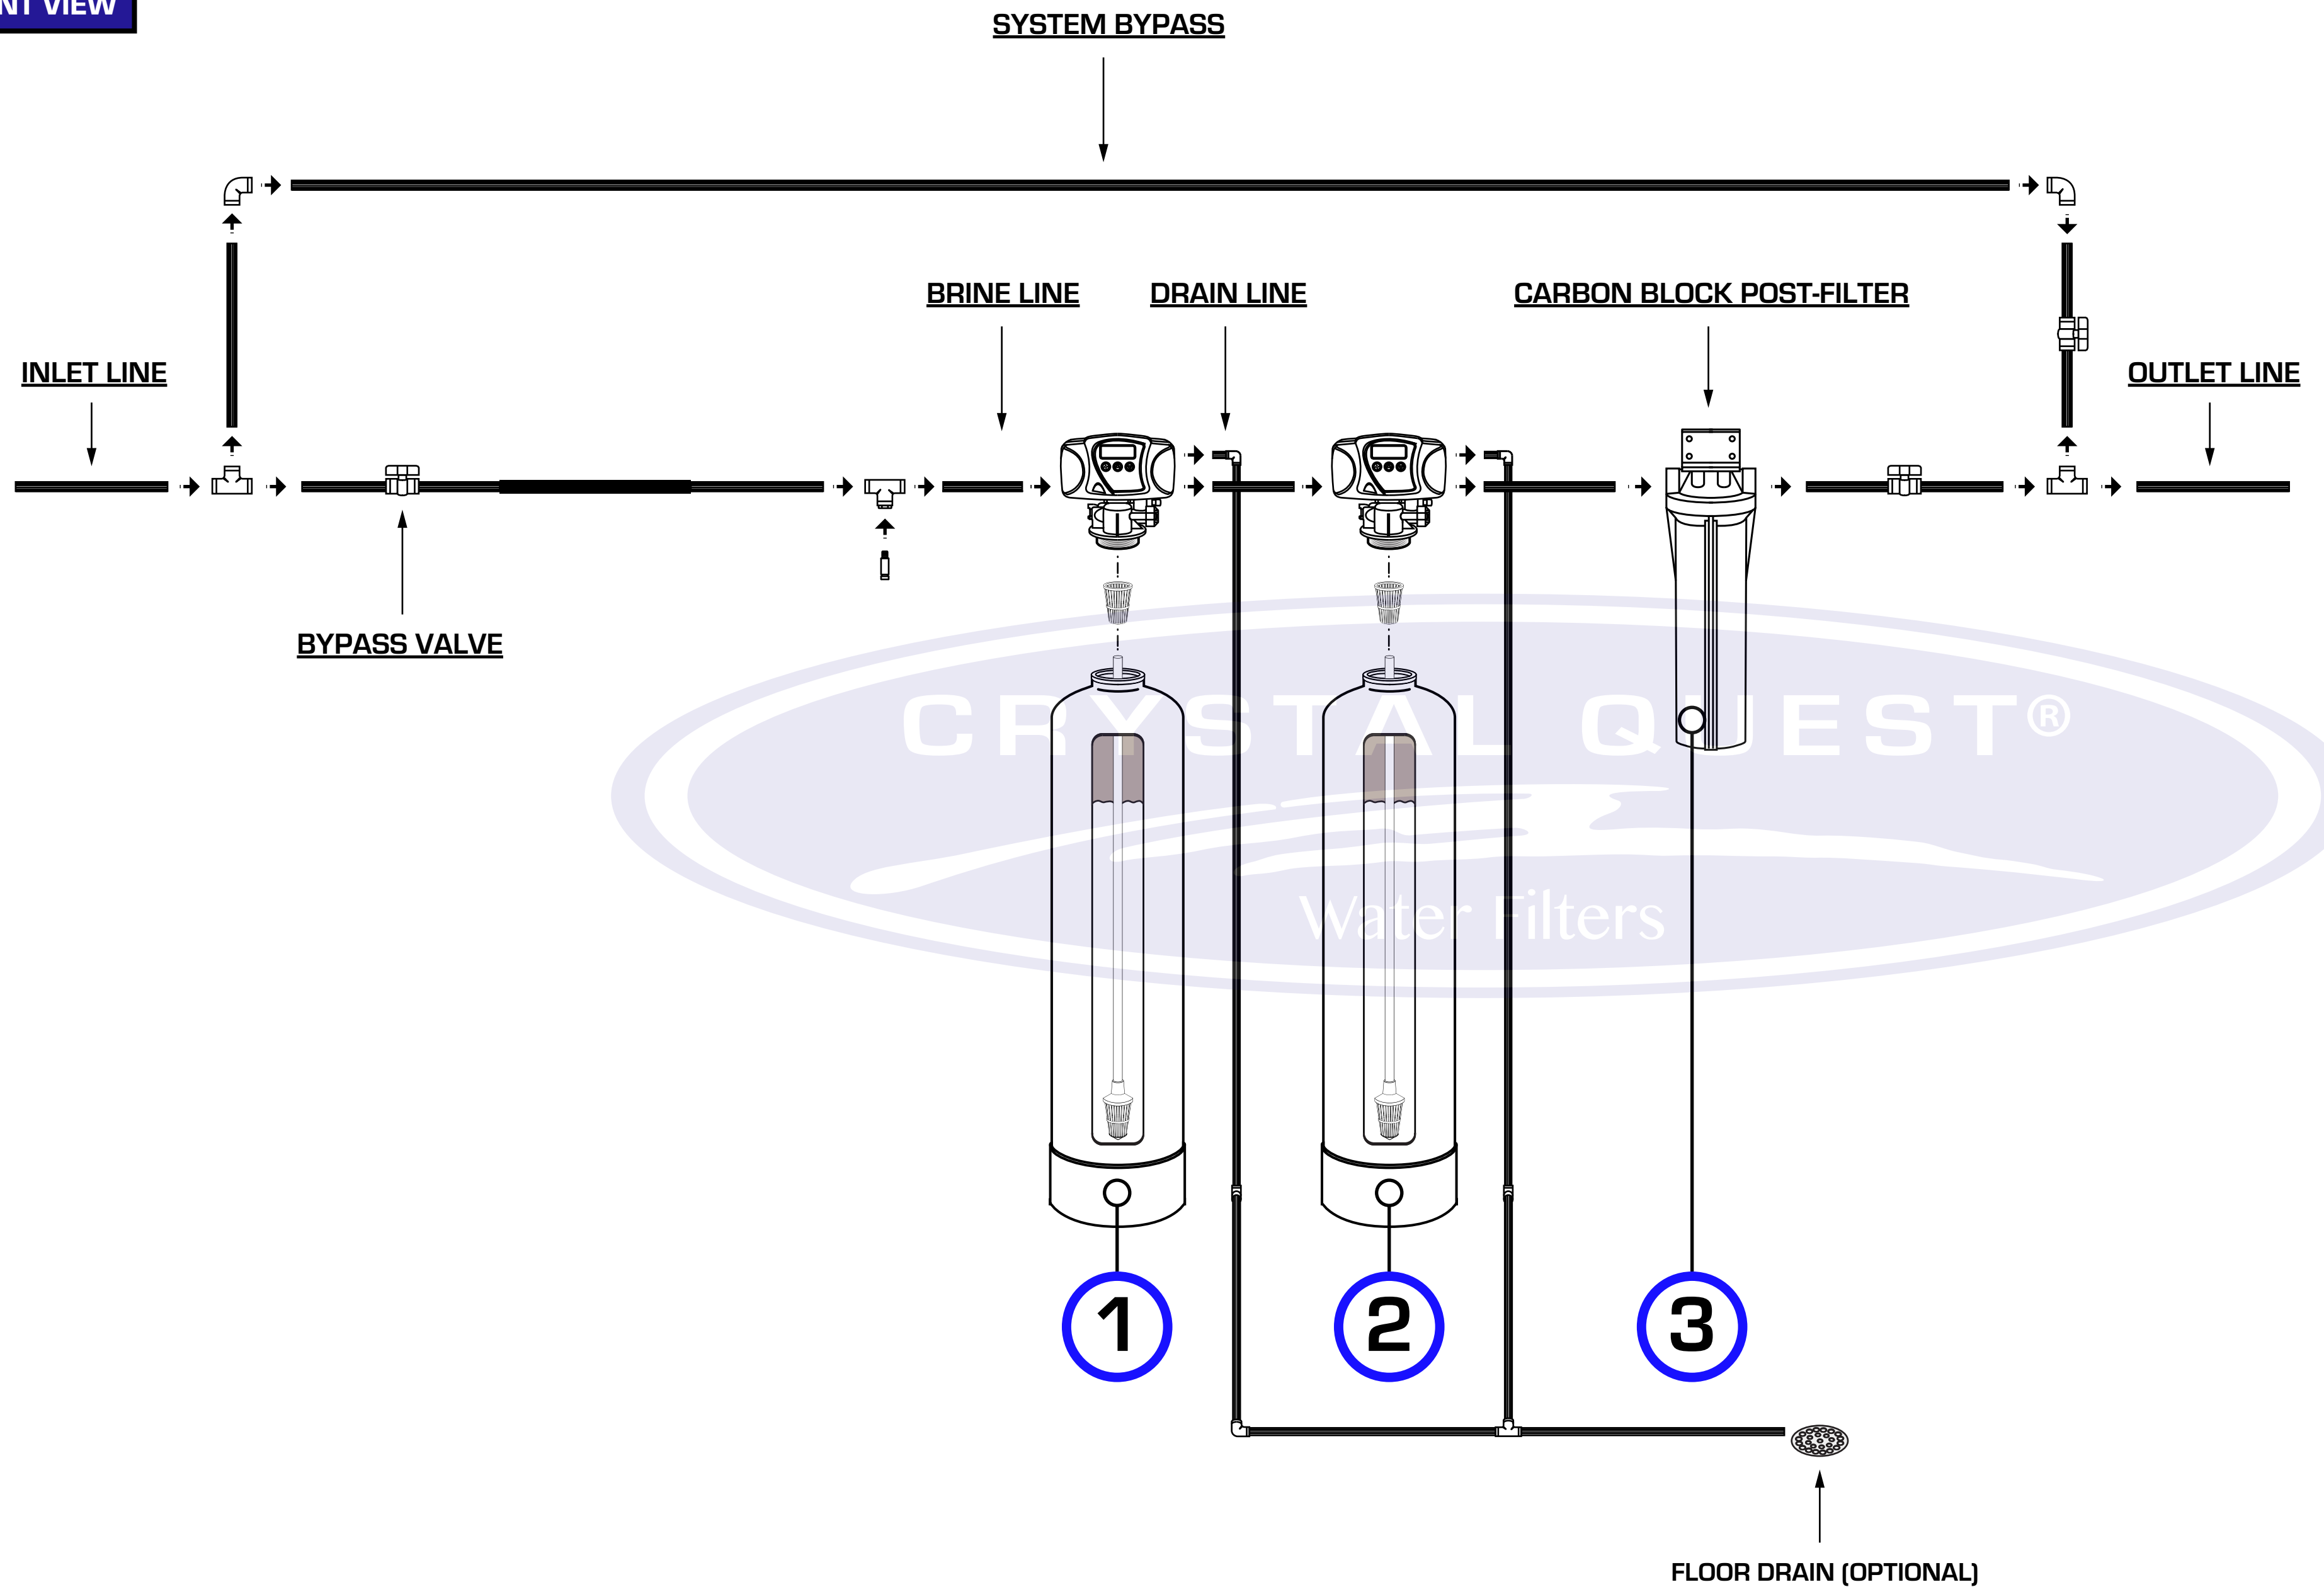 NT VIEW
SYSTEM BYPASS
BRINE LINE
DRAIN LINE
CARBON BLOCK POST-FILTER
INLET LINE
OUTLET LINE
BYPASS VALVE
CRYSTAL QUEST®
Water Filters
1
2
3
FLOOR DRAIN (OPTIONAL)